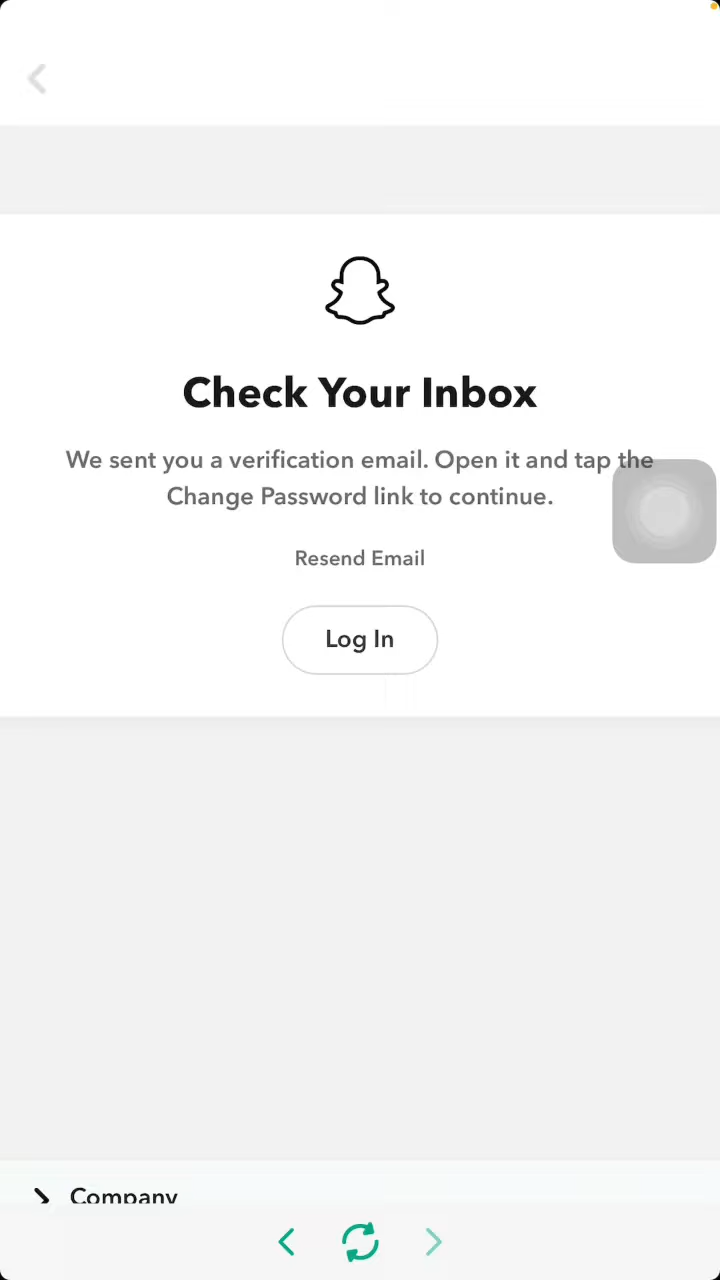 Check Your Inbox
We sent you a verification email. Open it and tap the
Change Password link to continue.
Resend Email
Log In
Company